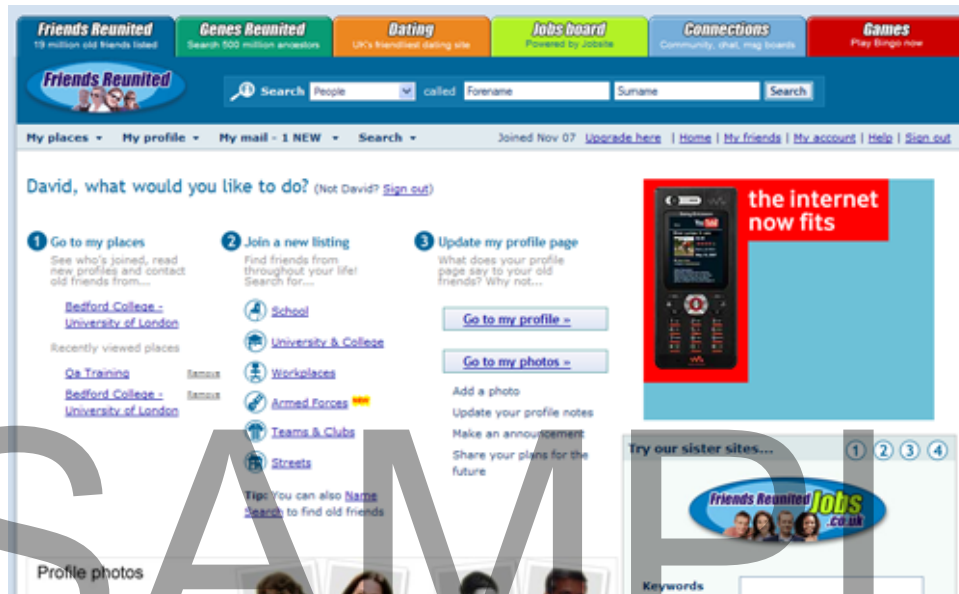 Friends Reunited
19 million old friends listed
Genes Reunited
Search 500 million ancestors
Dating
UK's friendliest dating site
Jobs board
Powered by Jobsite
Connections
Community, chat, msg boards
Games
Play Bingo now
Friends Reunited
Search People called Forename Surname Search
My places My profile My mail - 1 NEW Search Joined Nov 07 Upgrade here | Home | My friends | My account | Help | Sign out
David, what would you like to do? (Not David? Sign out)
1 Go to my places
See who's joined, read
new profiles and contact
old friends from...
Bedford College -
University of London
Recently viewed places
Qa Training Remove
Bedford College - Remove
University of London
2 Join a new listing
Find friends from
throughout your life!
Search for...
School
University & College
Workplaces
Armed Forces NEW
Teams & Clubs
Streets
Tip: You can also Name
Search to find old friends
3 Update my profile page
What does your profile
page say to your old
friends? Why not...
Go to my profile »
Go to my photos »
Add a photo
Update your profile notes
Make an announcement
Share your plans for the
future
the internet
now fits
You Tube
Try our sister sites... 1 2 3 4
Friends Reunited Jobs
.co.uk
Keywords
Profile photos
SAMPL